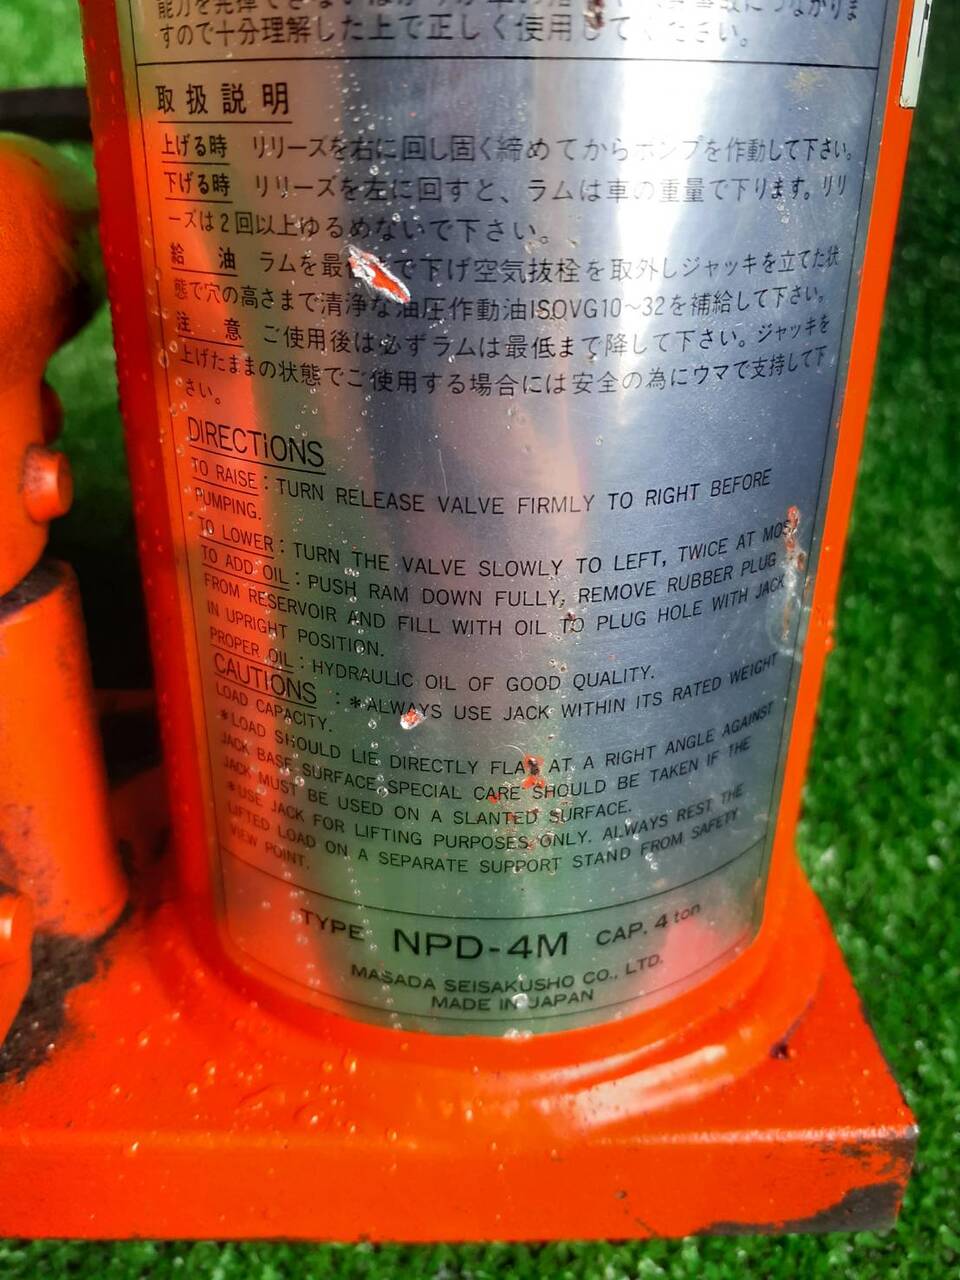 すので十分理解した上で正しく使用してください。
取扱説明
上げる時 リリーズを右に回し固く締めてからポンプを作動して下さい。
下げる時 リリーズを左に回すと、ラムは車の重量で下ります。リリ
ーズは2回以上ゆるめないで下さい。
給油 ラムを最 で下げ空気抜栓を取外しジャッキを立てた状
態で穴の高さまで清浄な油圧作動油ISOVG10~32を補給して下さい。
注意 ご使用後は必ずラムは最低まで降して下さい。ジャッキを
上げたままの状態でご使用する場合には安全の為にウマで支持して下
さい。
DIRECTIONS
TO RAISE : TURN RELEASE VALVE FIRMLY TO RIGHT BEFORE
PUMPING.
TO LOWER : TURN THE VALVE SLOWLY TO LEFT, TWICE AT MOST
TO ADD OIL : PUSH RAM DOWN FULLY, REMOVE RUBBER PLUG
FROM RESERVOIR AND FILL WITH OIL TO PLUG HOLE WITH JACK
IN UPRIGHT POSITION.
PROPER OIL : HYDRAULIC OIL OF GOOD QUALITY.
CAUTIONS : *ALWAYS USE JACK WITHIN ITS RATED WEIGHT
LOAD CAPACITY.
*LOAD SHOULD LIE DIRECTLY FLAT AT A RIGHT ANGLE AGAINST
JACK BASE SURFACE SPECIAL CARE SHOULD BE TAKEN IF THE
JACK MUST BE USED ON A SLANTED SURFACE.
*USE JACK FOR LIFTING PURPOSES ONLY. ALWAYS REST THE
LIFTED LOAD ON A SEPARATE SUPPORT STAND FROM SAFETY
VIEW POINT.
TYPE NPD-4M CAP. 4 ton
MASADA SEISAKUSHO CO., LTD.
MADE IN JAPAN